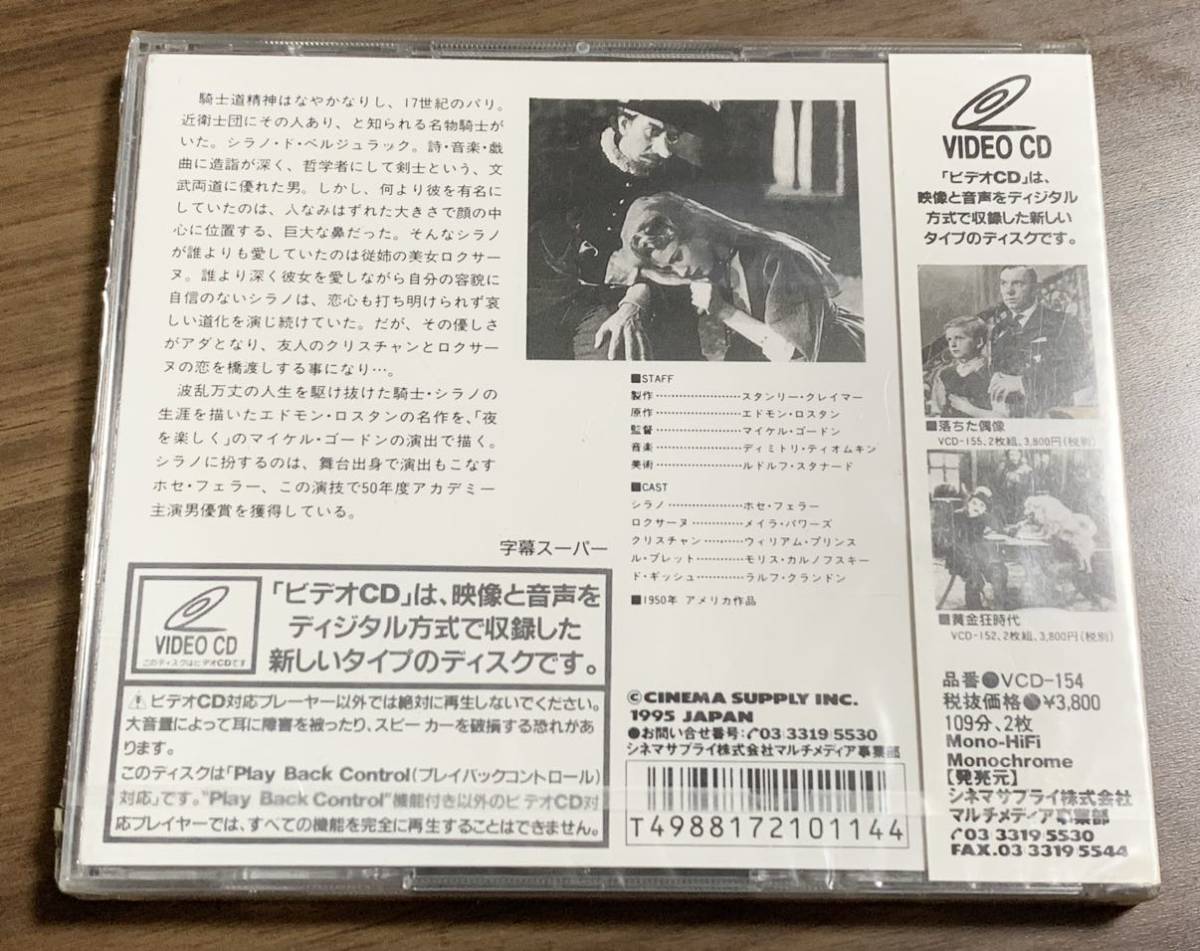 騎士道精神はなやかなりし、17世紀のパリ。
近衛士団にその人あり、と知られる名物騎士が
いた。シラノ・ド・ベルジュラック。詩・音楽・戯
曲に造詣が深く、哲学者にして剣士という、文
武両道に優れた男。しかし、何より彼を有名に
していたのは、人なみはずれた大きさで顔の中
心に位置する、巨大な鼻だった。そんなシラノ
が誰よりも愛していたのは従姉の美女ロクサー
ヌ。誰より深く彼女を愛しながら自分の容貌に
自信のないシラノは、恋心も打ち明けられず哀
しい道化を演じ続けていた。だが、その優しさ
がアダとなり、友人のクリスチャンとロクサー
ヌの恋を橋渡しする事になり…。
波乱万丈の人生を駆け抜けた騎士・シラノの
生涯を描いたエドモン・ロスタンの名作を、「夜
を楽しく」のマイケル・ゴードンの演出で描く。
シラノに扮するのは、舞台出身で演出もこなす
ホセ・フェラー、この演技で50年度アカデミー
主演男優賞を獲得している。
字幕スーパー
■STAFF
製作……………………スタンリー・クレイマー
原作……………………エドモン・ロスタン
監督……………………マイケル・ゴードン
音楽……………………ディミトリ・ティオムキン
美術……………………ルドルフ・スタナード
■CAST
シラノ…………………ホセ・フェラー
ロクサーヌ……………メイラ・パワーズ
クリスチャン…………ウィリアム・プリンス
ル・ブレット…………モリス・カルノフスキー
ド・ギッシュ…………ラルフ・クランドン
■1950年 アメリカ作品
VIDEO CD
このディスクはビデオCDです
「ビデオCD」は、映像と音声を
ディジタル方式で収録した
新しいタイプのディスクです。
⚠ビデオCD対応プレーヤー以外では絶対に再生しないでください。
大音量によって耳に障害を被ったり、スピーカーを破損する恐れがあ
ります。
このディスクは「Play Back Control(プレイバックコントロール)
対応」です。"Play Back Control"機能付き以外のビデオCD対
応プレイヤーでは、すべての機能を完全に再生することはできません。
©CINEMA SUPPLY INC.
1995 JAPAN
●お問い合せ番号:✆03|3319|5530
シネマサプライ株式会社マルチメディア事業部
T4988172101144
VIDEO CD
「ビデオCD」は、
映像と音声をディジタル
方式で収録した新しい
タイプのディスクです。
■落ちた偶像
VCD-155,2枚組、3,800円(税別)
■黄金狂時代
VCD-152,2枚組、3,800円(税別)
品番●VCD-154
税抜価格●¥3,800
109分、2枚
Mono-HiFi
Monochrome
【発売元】
シネマサプライ株式会社
マルチメディア事業部
✆03|3319|5530
FAX.03|3319|5544